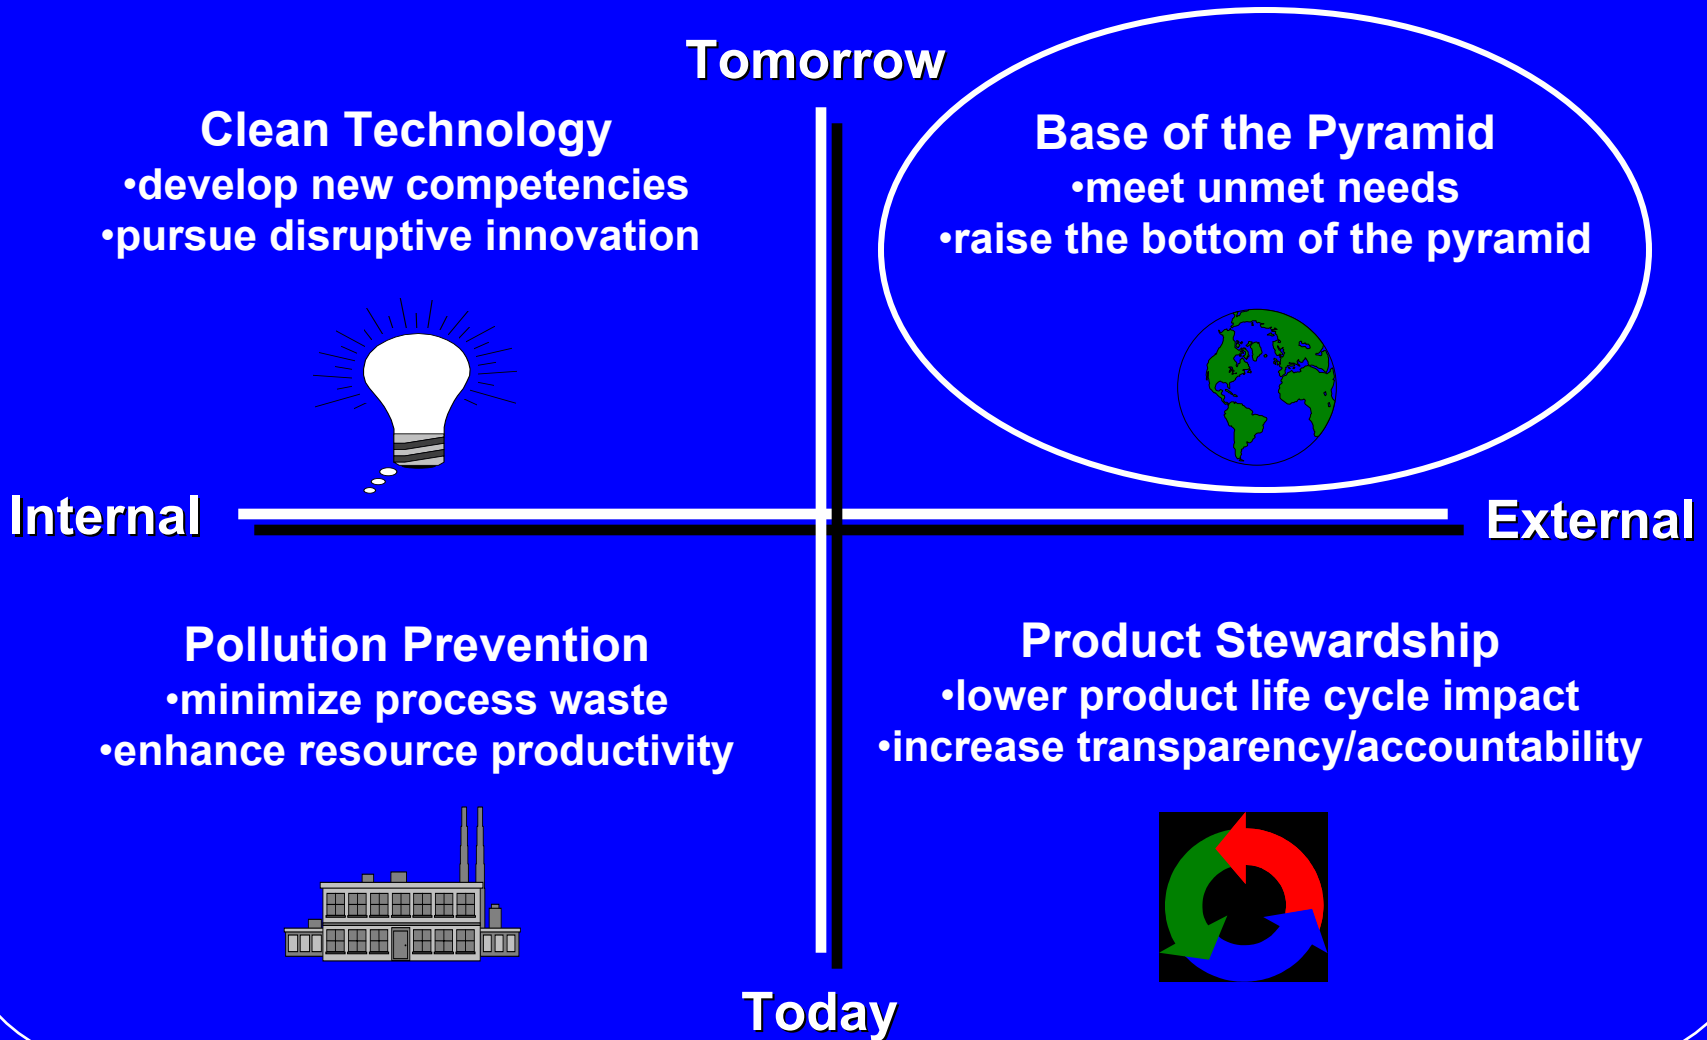 Tomorrow
Clean Technology
•develop new competencies
•pursue disruptive innovation
Base of the Pyramid
•meet unmet needs
•raise the bottom of the pyramid
Internal
External
Pollution Prevention
•minimize process waste
•enhance resource productivity
Product Stewardship
•lower product life cycle impact
•increase transparency/accountability
Today